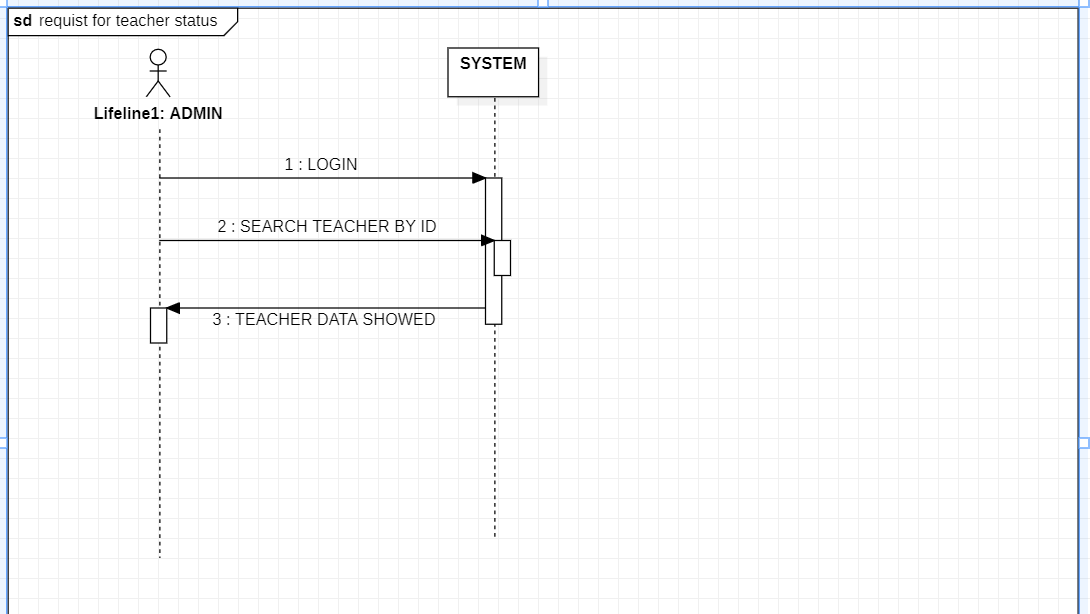 sd requist for teacher status
SYSTEM
Lifeline1: ADMIN
1 : LOGIN
2 : SEARCH TEACHER BY ID
3 : TEACHER DATA SHOWED